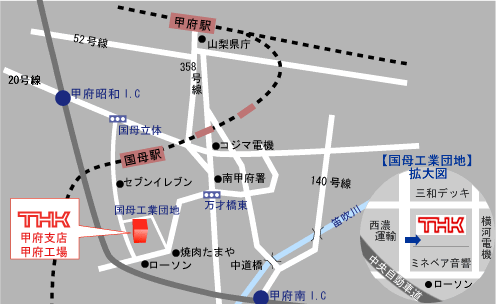 甲府駅
山梨県庁
52号線
358号線
20号線
甲府昭和I.C
国母立体
コジマ電機
国母駅
セブンイレブン
南甲府署
140号線
万才橋東
国母工業団地
笛吹川
THK
甲府支店
甲府工場
焼肉たまや
ローソン
中道橋
甲府南I.C
【国母工業団地】
拡大図
三和デッキ
西濃
運輸
THK
横河電機
ミネベア音響
中央自動車道
ローソン